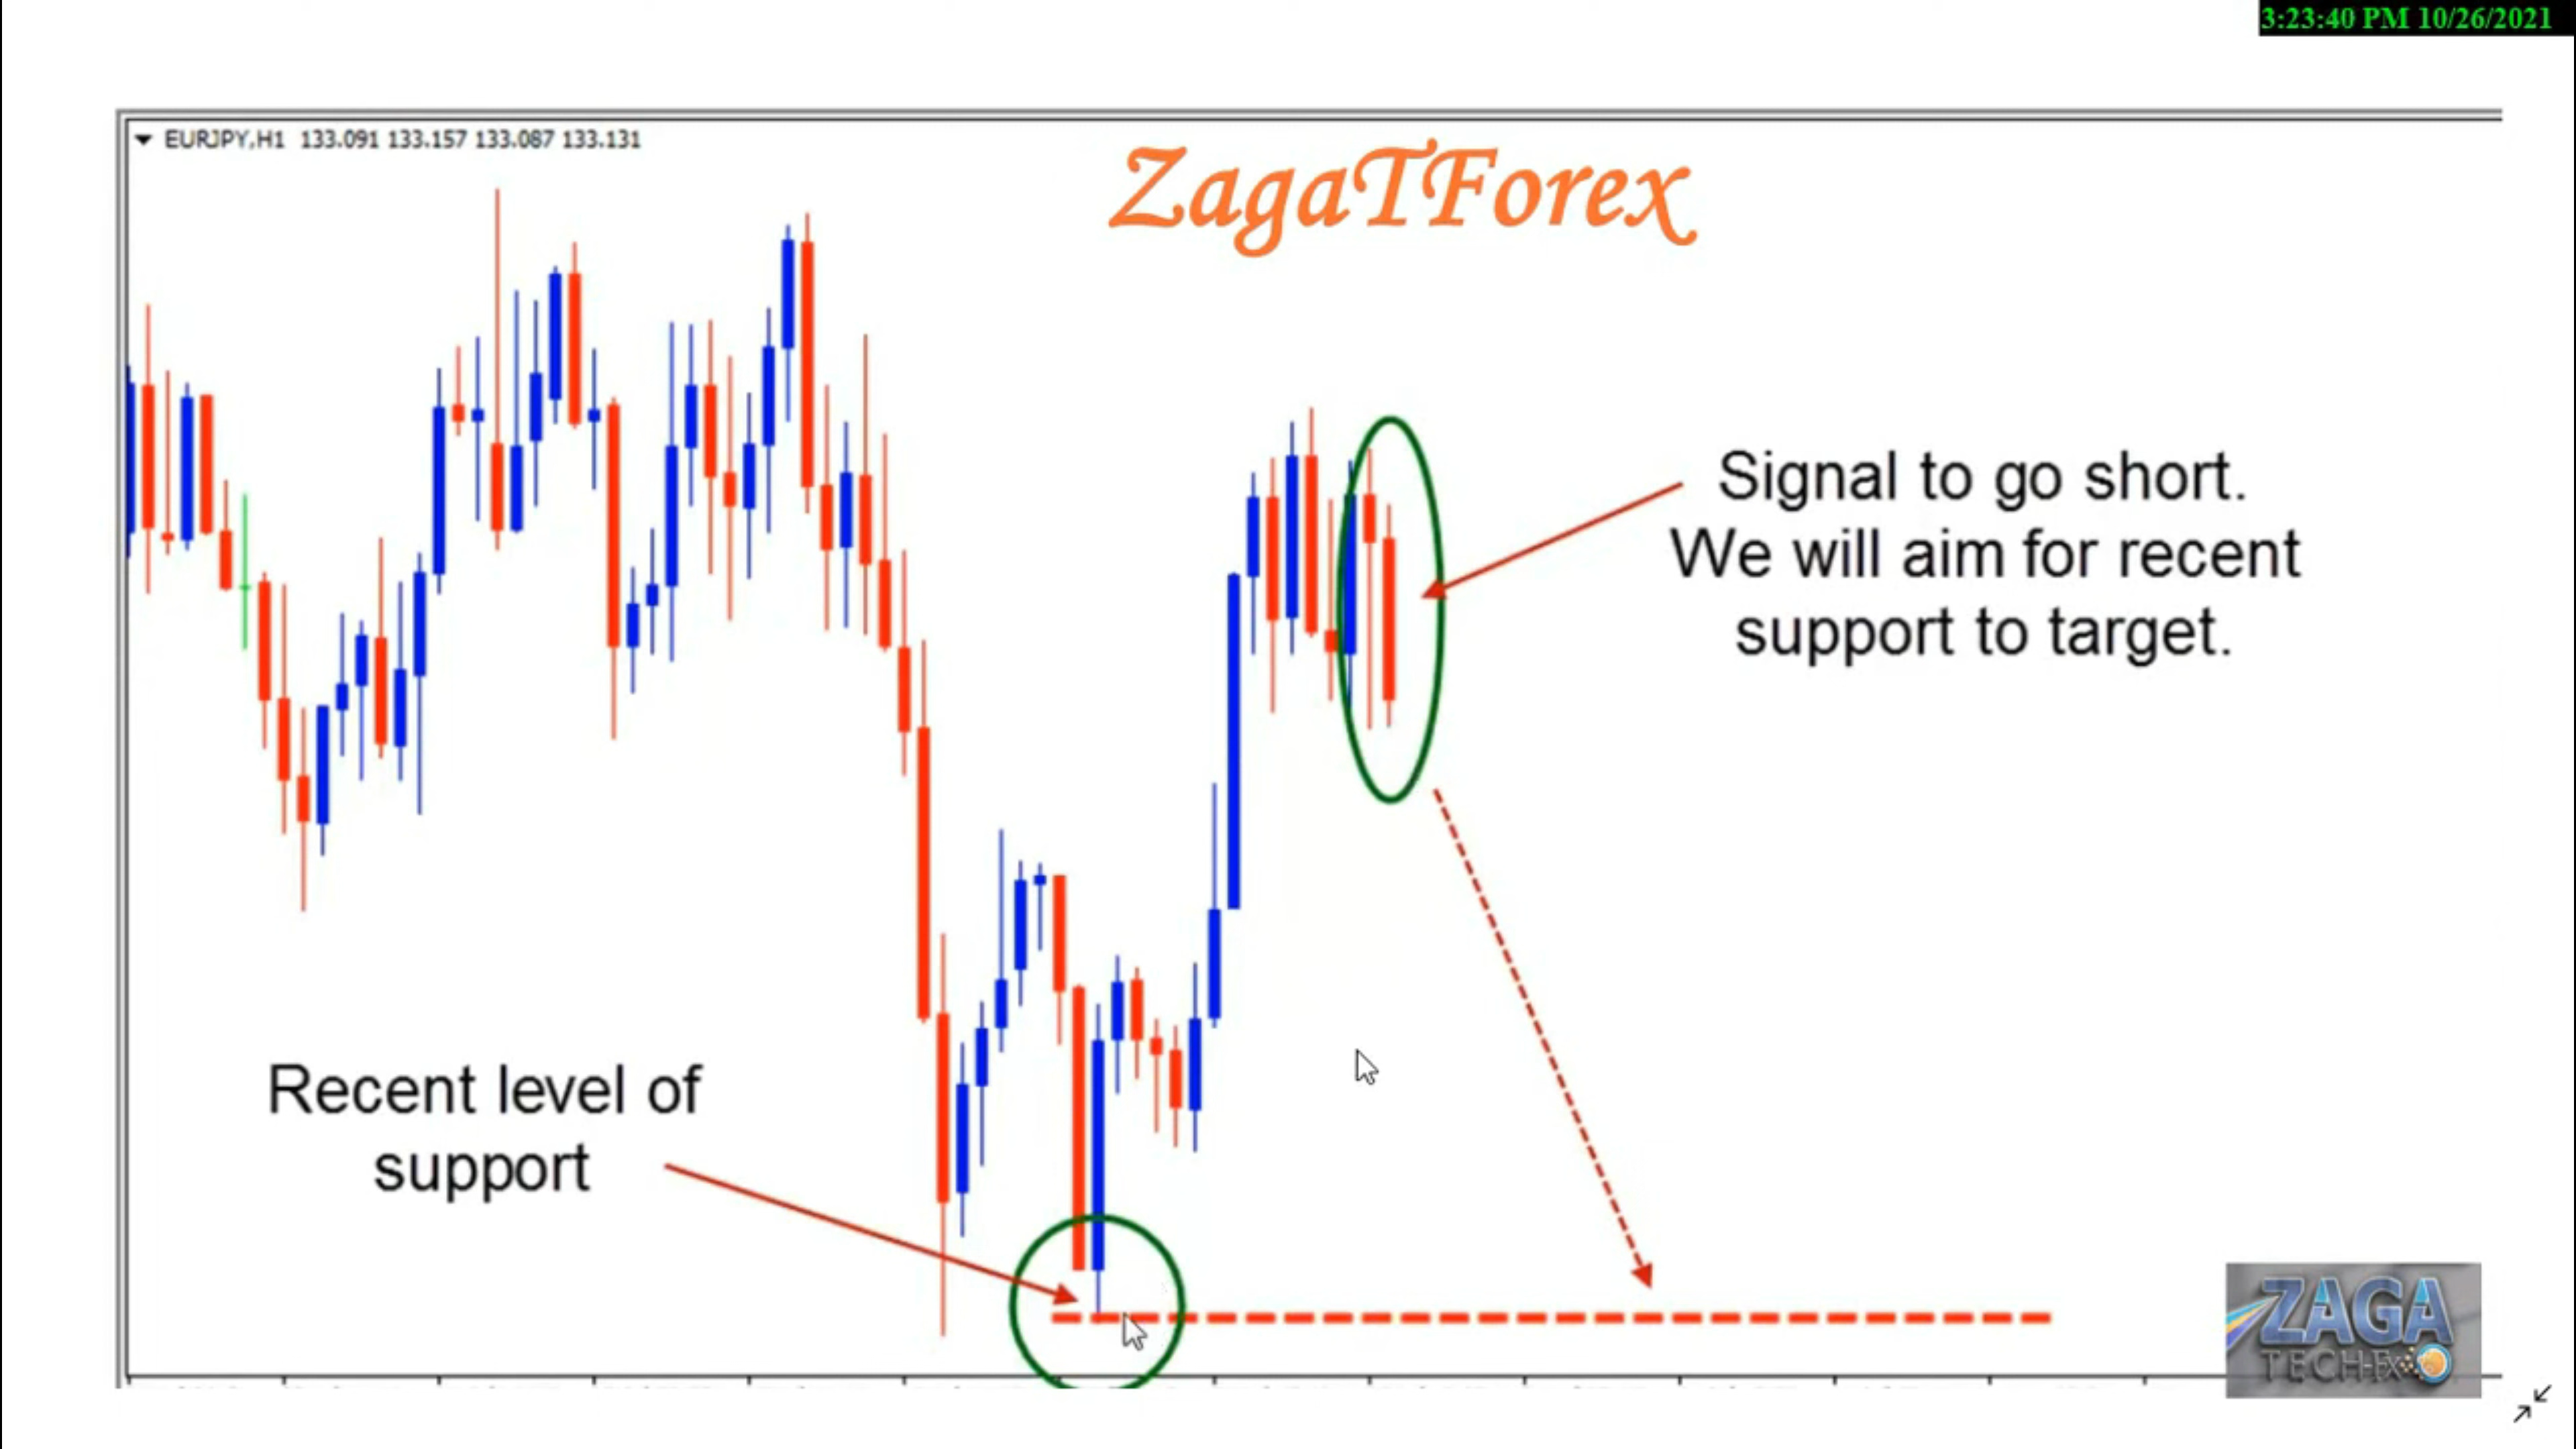 3:23:40 PM 10/26/2021
EURJPY,H1 133.091 133.157 133.087 133.131
ZagaTForex
Signal to go short.
We will aim for recent
support to target.
Recent level of
support
ZAGA
TECH-Ex